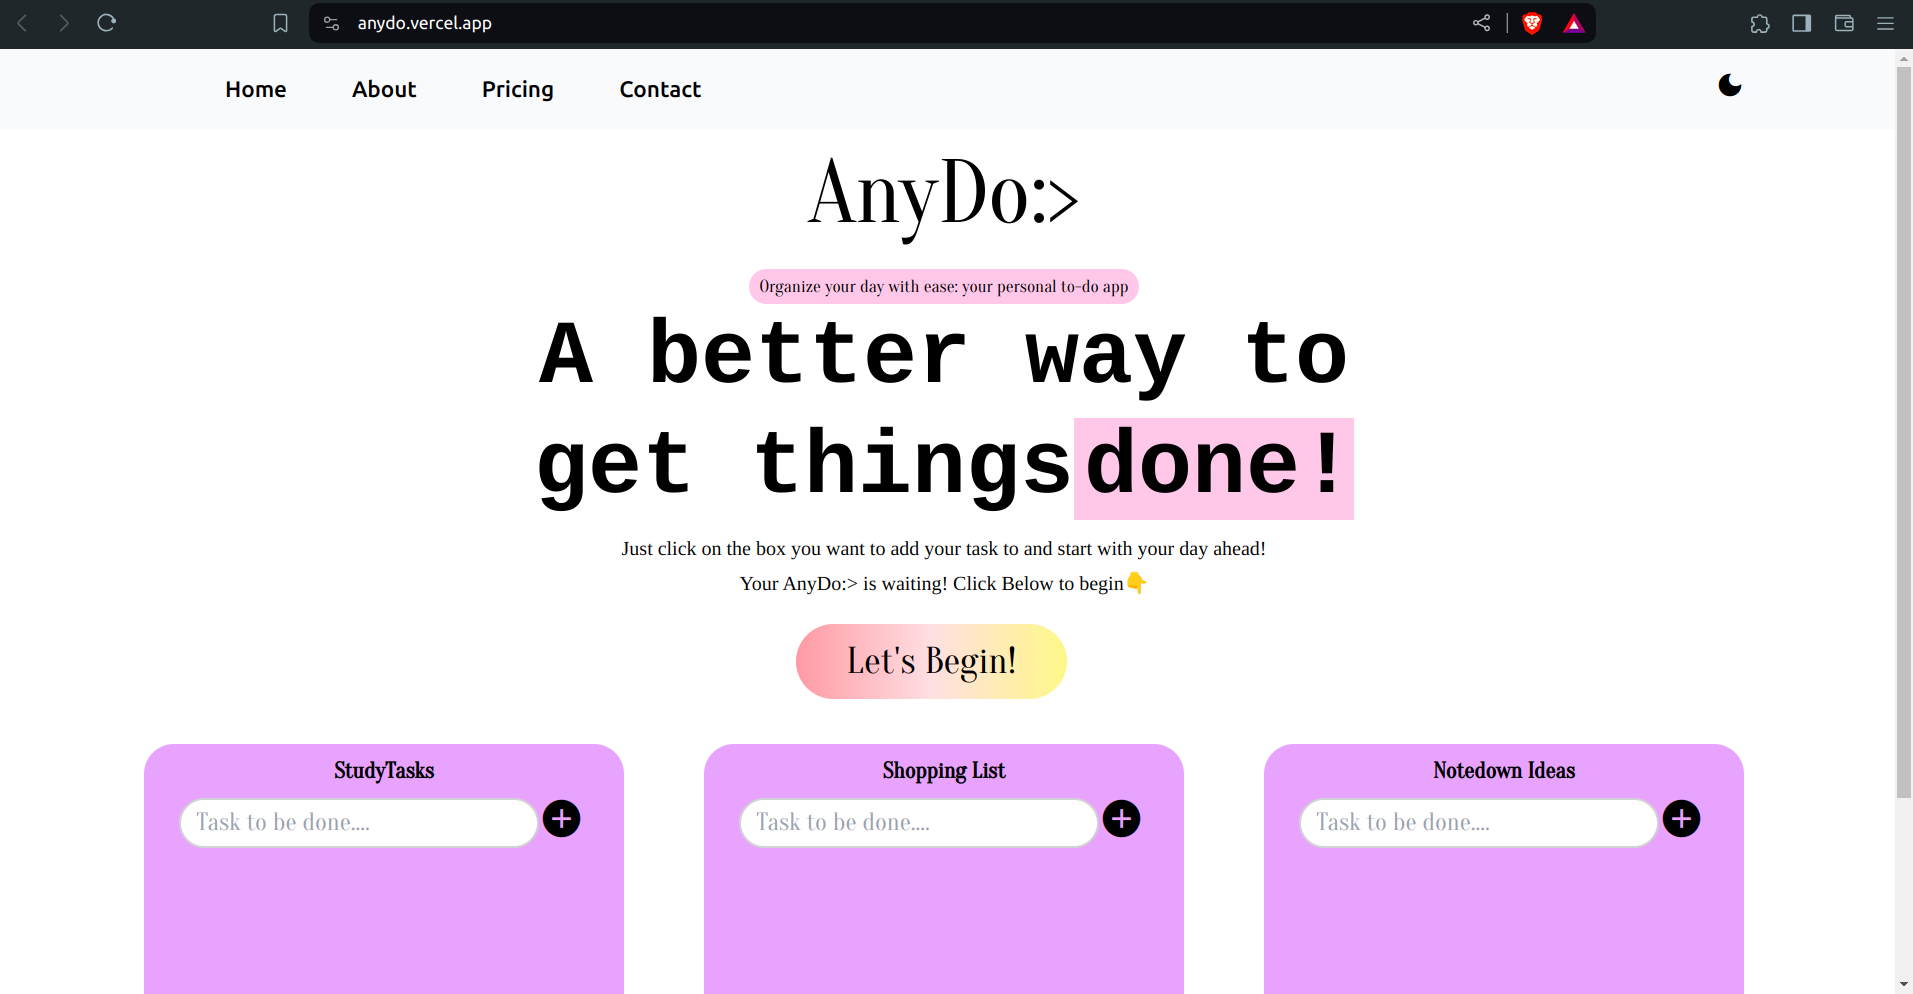 anydo.vercel.app
Home About Pricing Contact
AnyDo:>
Organize your day with ease: your personal to-do app
A better way to
get things done!
Just click on the box you want to add your task to and start with your day ahead!
Your AnyDo:> is waiting! Click Below to begin👇
Let's Begin!
StudyTasks
Task to be done....
Shopping List
Task to be done....
Notedown Ideas
Task to be done....